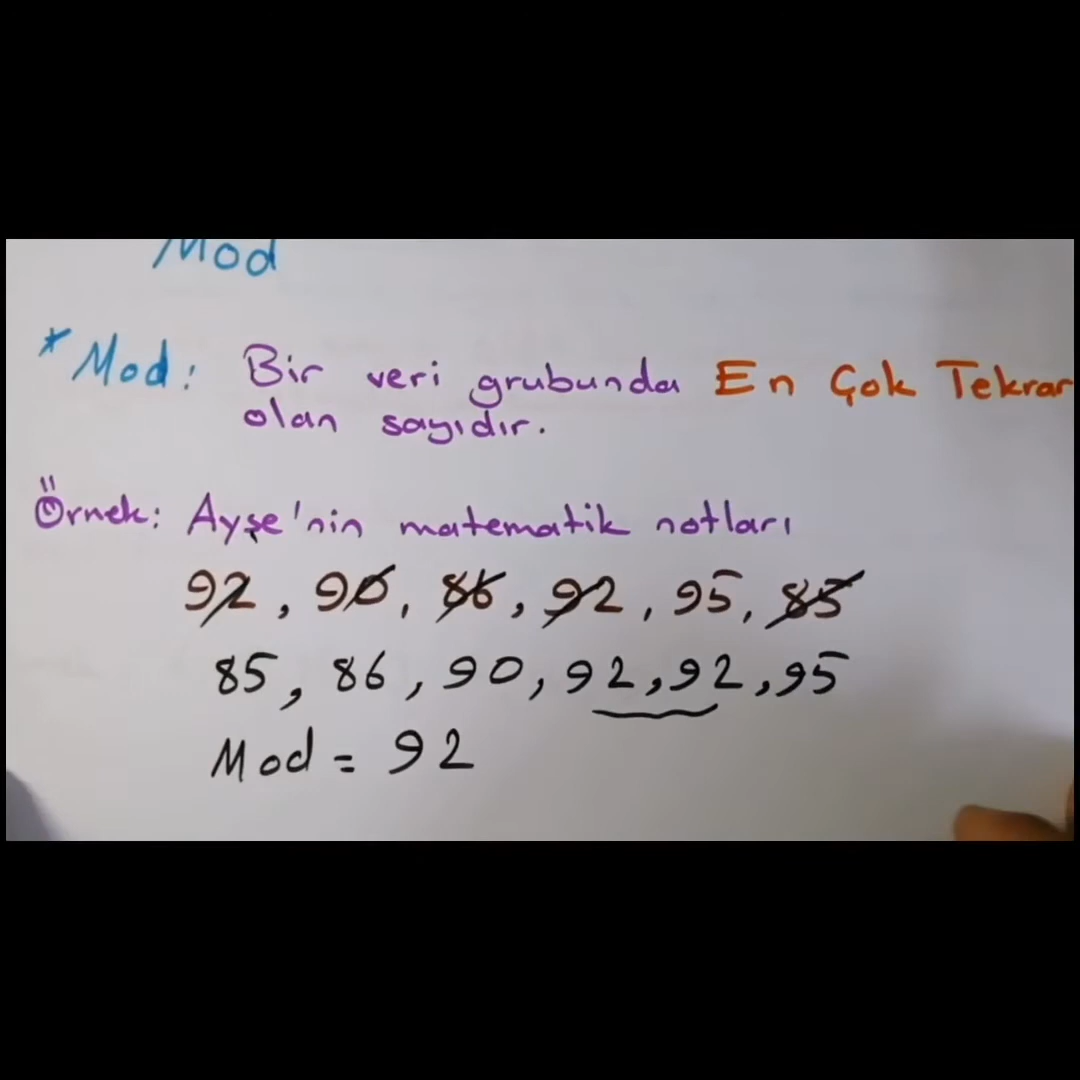 Mod
* Mod: Bir veri grubunda En Çok Tekrar
olan sayıdır.
Örnek: Ayşe'nin matematik notları
92, 90, 86, 92, 95, 85
85, 86, 90, 92, 92, 95
Mod = 92